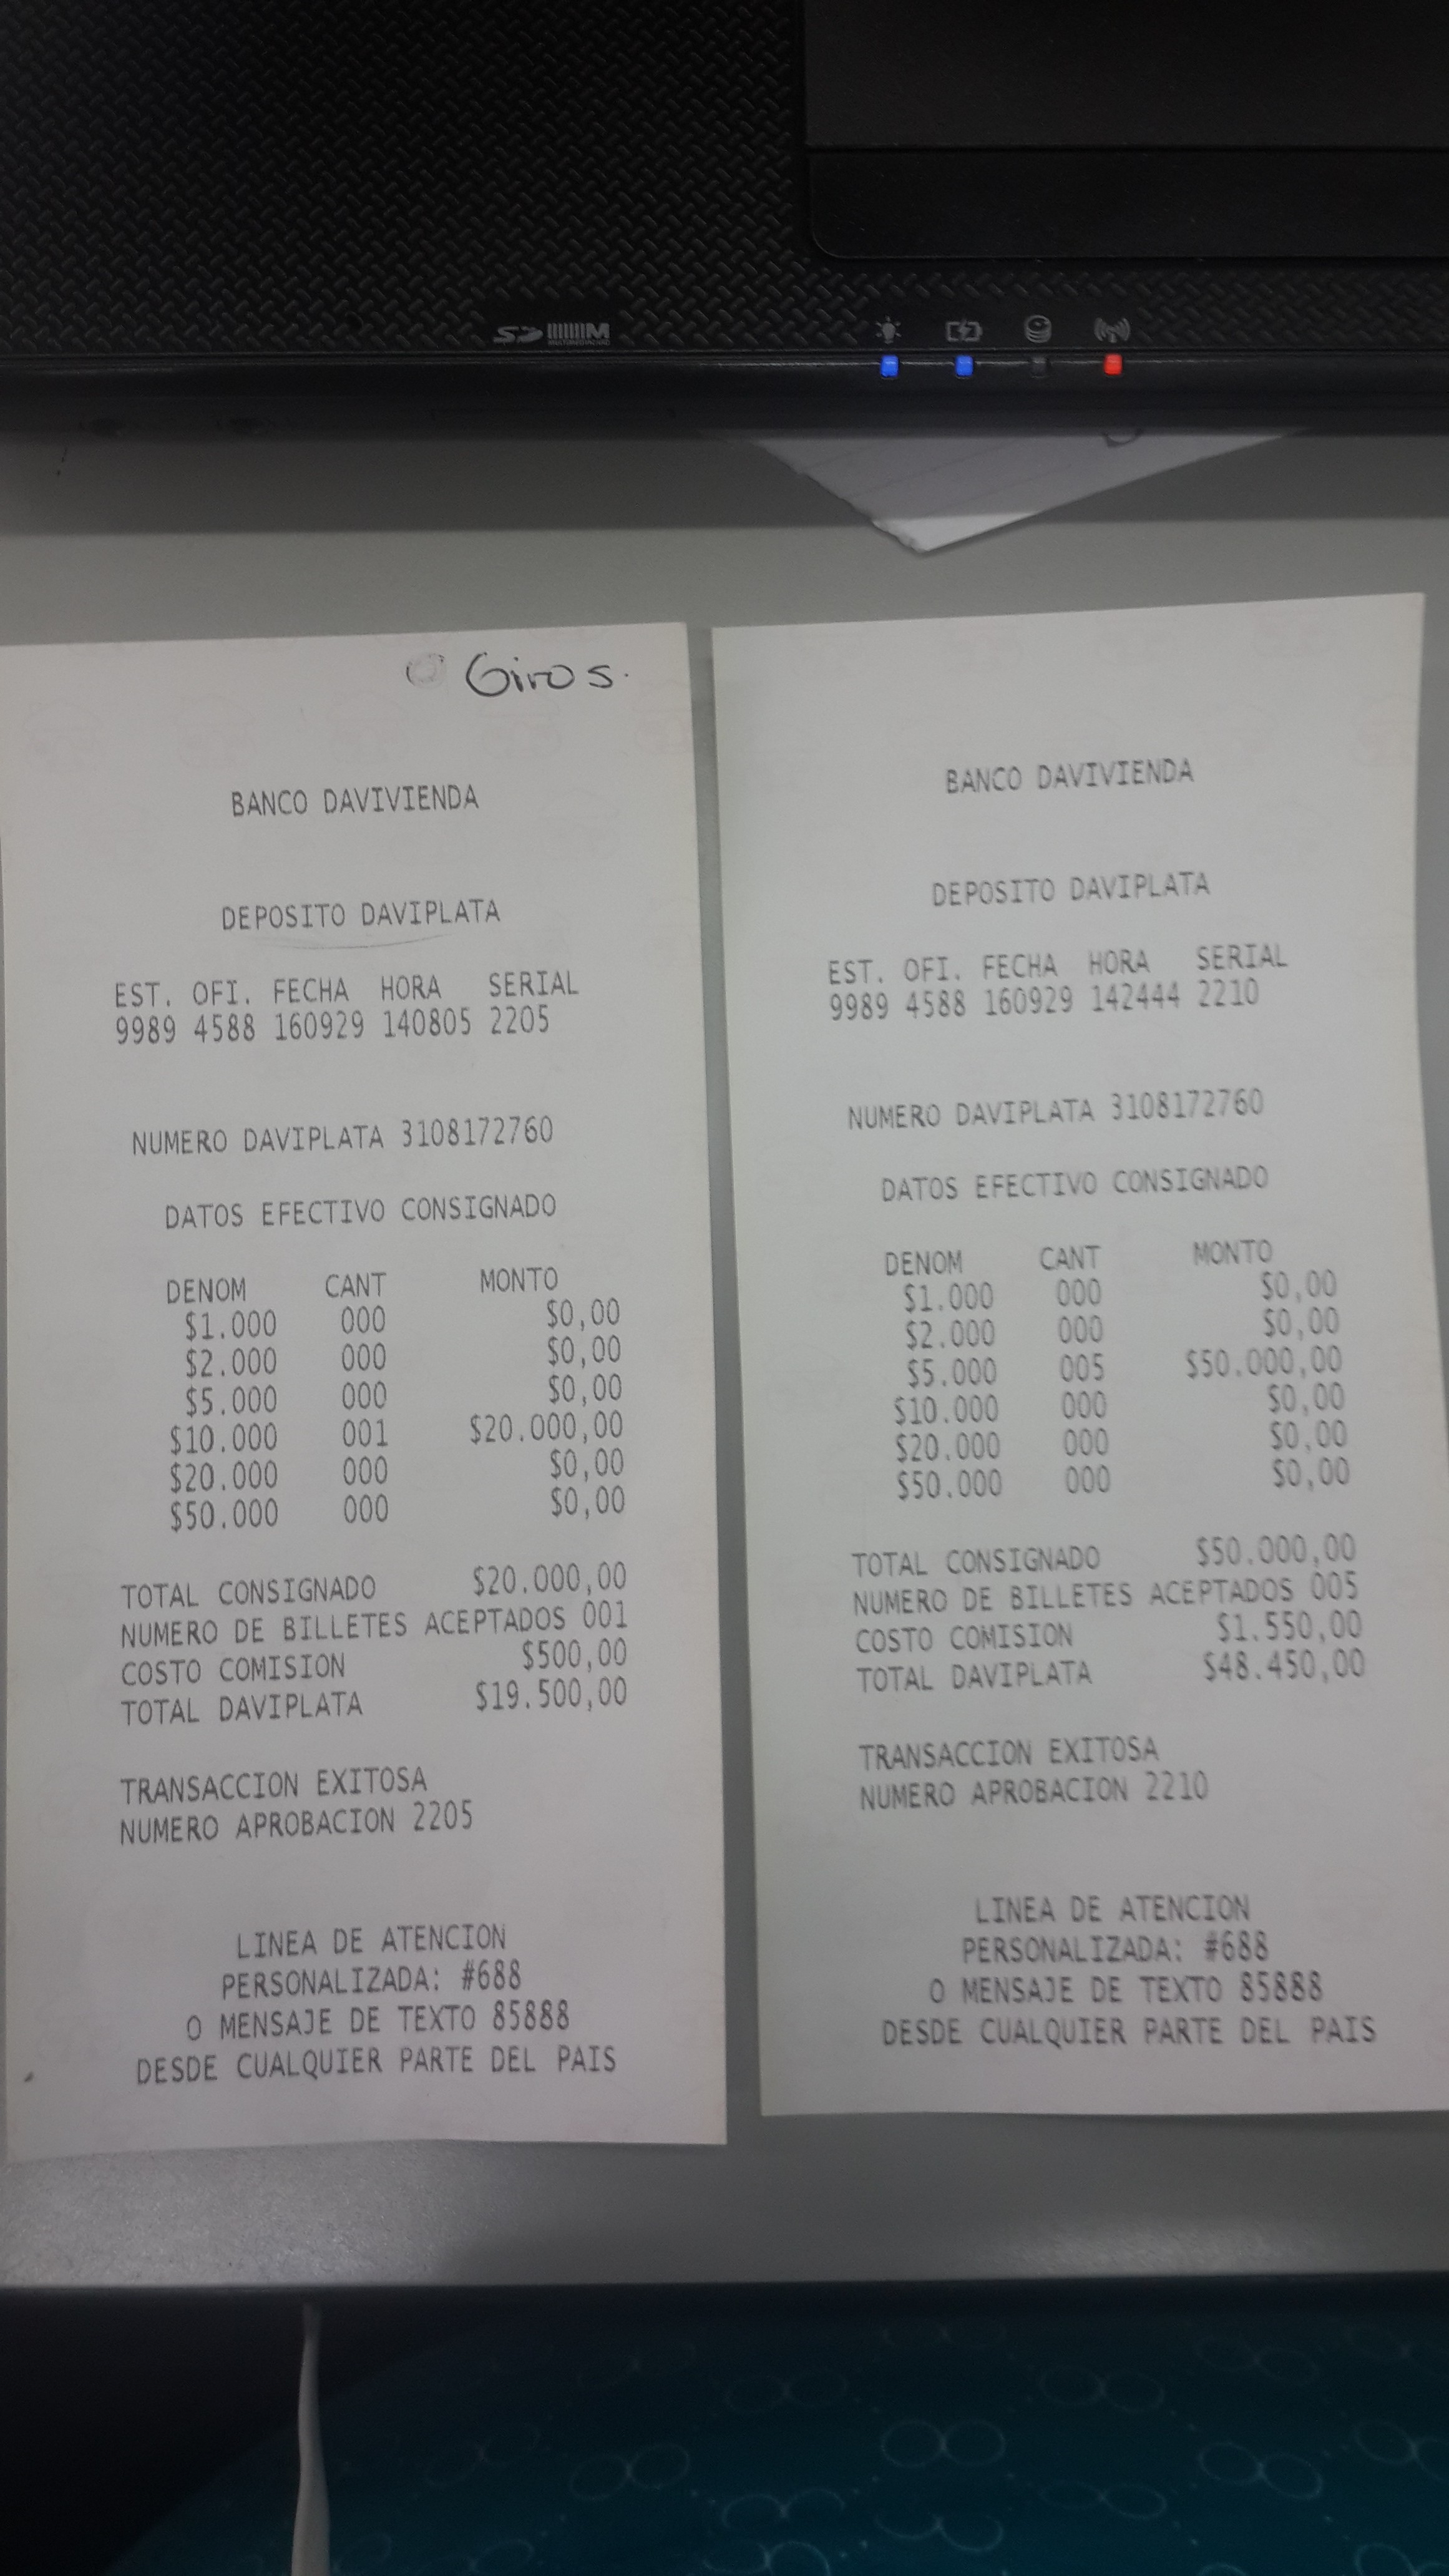 SD M
MULTIMEDIACARD
Giros.
BANCO DAVIVIENDA
DEPOSITO DAVIPLATA
EST. OFI. FECHA HORA SERIAL
9989 4588 160929 140805 2205
NUMERO DAVIPLATA 3108172760
DATOS EFECTIVO CONSIGNADO
DENOM CANT MONTO
$1.000 000 $0,00
$2.000 000 $0,00
$5.000 000 $0,00
$10.000 001 $20.000,00
$20.000 000 $0,00
$50.000 000 $0,00
TOTAL CONSIGNADO $20.000,00
NUMERO DE BILLETES ACEPTADOS 001
COSTO COMISION $500,00
TOTAL DAVIPLATA $19.500,00
TRANSACCION EXITOSA
NUMERO APROBACION 2205
LINEA DE ATENCION
PERSONALIZADA: #688
O MENSAJE DE TEXTO 85888
DESDE CUALQUIER PARTE DEL PAIS
BANCO DAVIVIENDA
DEPOSITO DAVIPLATA
EST. OFI. FECHA HORA SERIAL
9989 4588 160929 142444 2210
NUMERO DAVIPLATA 3108172760
DATOS EFECTIVO CONSIGNADO
DENOM CANT MONTO
$1.000 000 $0,00
$2.000 000 $0,00
$5.000 005 $50.000,00
$10.000 000 $0,00
$20.000 000 $0,00
$50.000 000 $0,00
TOTAL CONSIGNADO $50.000,00
NUMERO DE BILLETES ACEPTADOS 005
COSTO COMISION $1.550,00
TOTAL DAVIPLATA $48.450,00
TRANSACCION EXITOSA
NUMERO APROBACION 2210
LINEA DE ATENCION
PERSONALIZADA: #688
O MENSAJE DE TEXTO 85888
DESDE CUALQUIER PARTE DEL PAIS